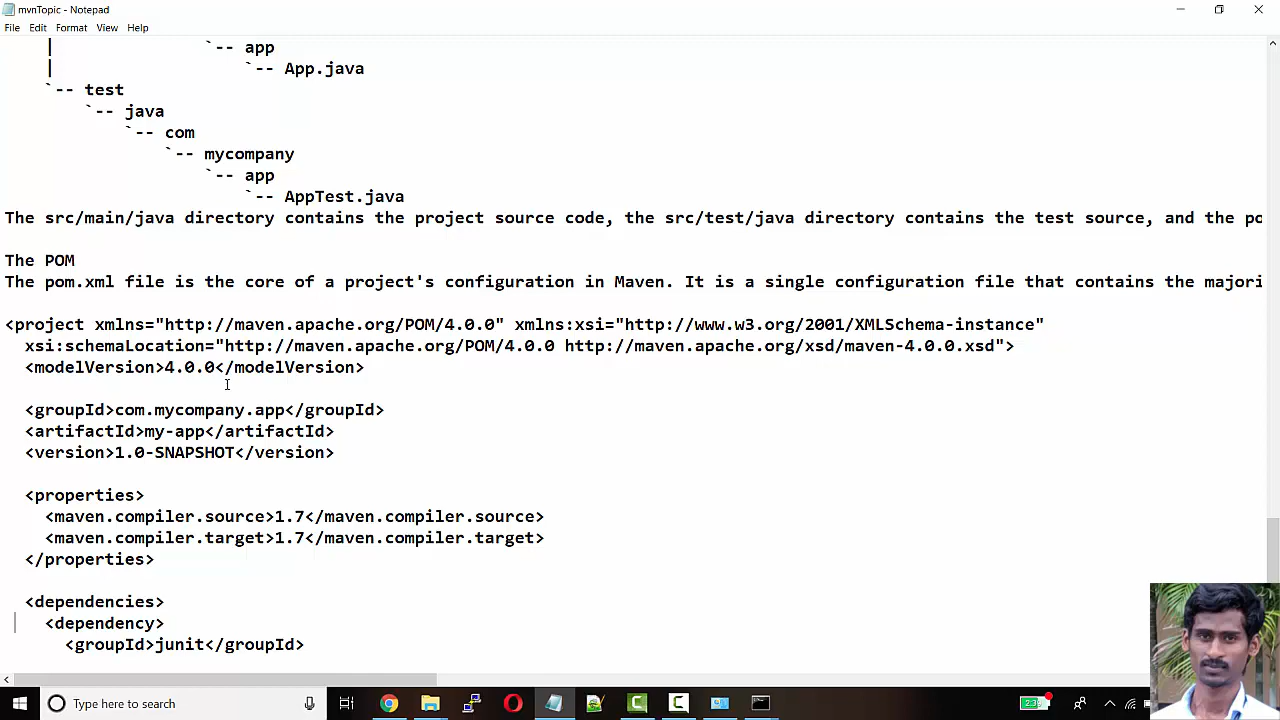 mvnTopic - Notepad
File Edit Format View Help
| `-- app
| `-- App.java
`-- test
`-- java
`-- com
`-- mycompany
`-- app
`-- AppTest.java
The src/main/java directory contains the project source code, the src/test/java directory contains the test source, and the po
The POM
The pom.xml file is the core of a project's configuration in Maven. It is a single configuration file that contains the majori
<project xmlns="http://maven.apache.org/POM/4.0.0" xmlns:xsi="http://www.w3.org/2001/XMLSchema-instance"
xsi:schemaLocation="http://maven.apache.org/POM/4.0.0 http://maven.apache.org/xsd/maven-4.0.0.xsd">
<modelVersion>4.0.0</modelVersion>
<groupId>com.mycompany.app</groupId>
<artifactId>my-app</artifactId>
<version>1.0-SNAPSHOT</version>
<properties>
<maven.compiler.source>1.7</maven.compiler.source>
<maven.compiler.target>1.7</maven.compiler.target>
</properties>
<dependencies>
<dependency>
<groupId>junit</groupId>
Type here to search